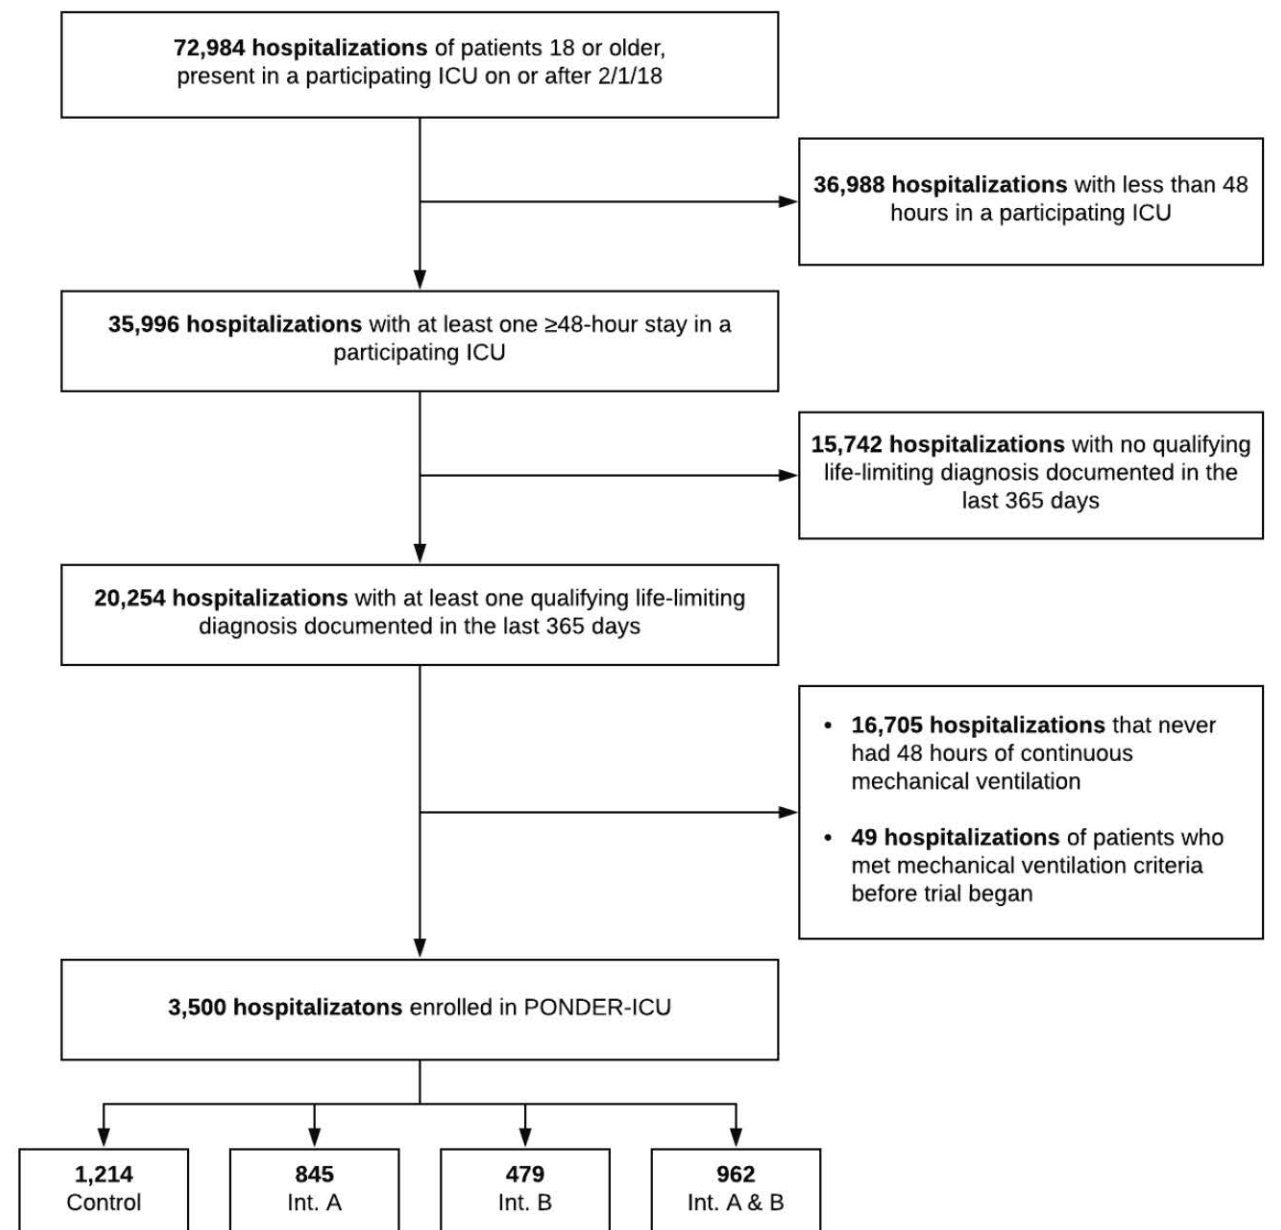 72,984 hospitalizations of patients 18 or older,
present in a participating ICU on or after 2/1/18
36,988 hospitalizations with less than 48
hours in a participating ICU
35,996 hospitalizations with at least one ≥48-hour stay in a
participating ICU
15,742 hospitalizations with no qualifying
life-limiting diagnosis documented in the
last 365 days
20,254 hospitalizations with at least one qualifying life-limiting
diagnosis documented in the last 365 days
• 16,705 hospitalizations that never
had 48 hours of continuous
mechanical ventilation
• 49 hospitalizations of patients who
met mechanical ventilation criteria
before trial began
3,500 hospitalizatons enrolled in PONDER-ICU
1,214
Control
845
Int. A
479
Int. B
962
Int. A & B